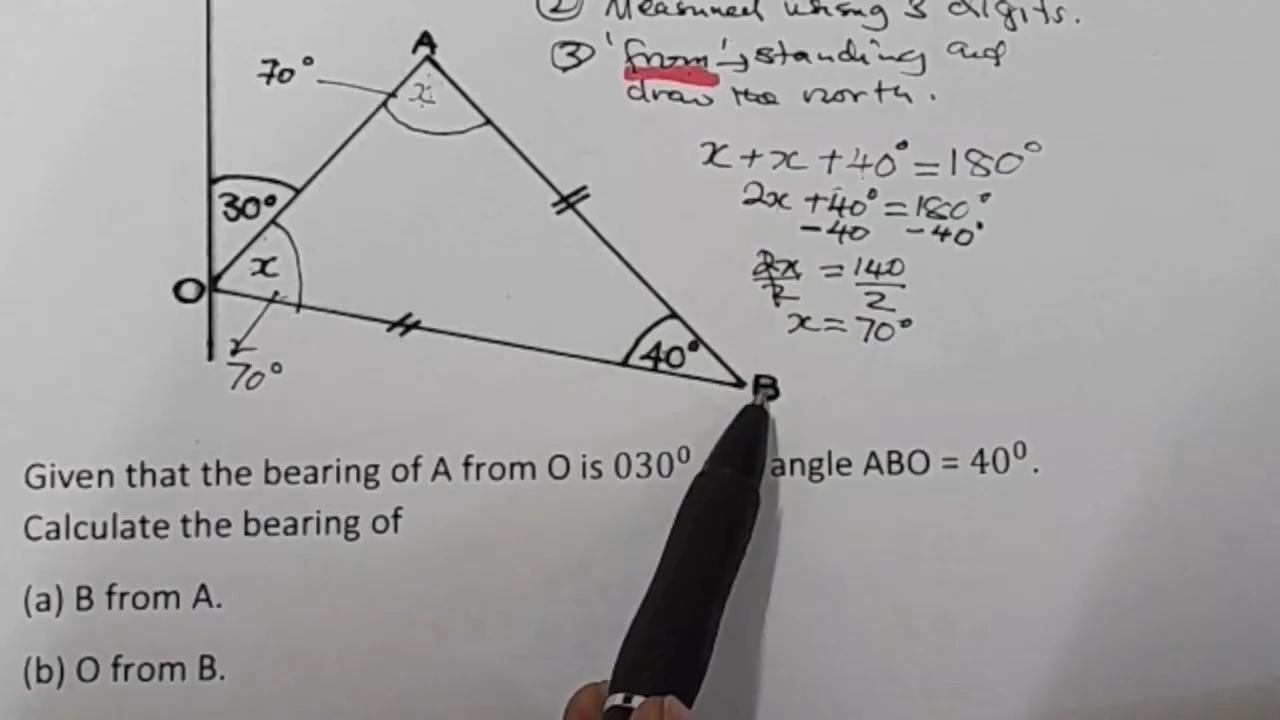 ② Measured using 3 digits.
③ 'from' → standing and
draw the north.
A
70°
x
x + x + 40° = 180°
2x + 40° = 180°
-40 -40°
30°
2x/2 = 140/2
x
O
x = 70°
40°
70°
B
Given that the bearing of A from O is 030⁰ angle ABO = 40⁰.
Calculate the bearing of
(a) B from A.
(b) O from B.